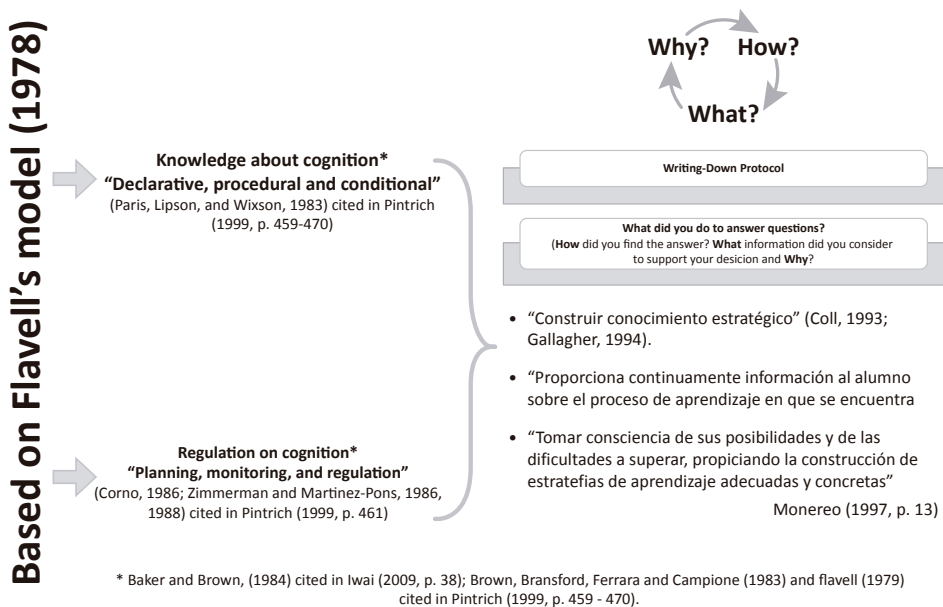 Based on Flavell's model (1978)
Knowledge about cognition*
“Declarative, procedural and conditional”
(Paris, Lipson, and Wixson, 1983) cited in Pintrich
(1999, p. 459-470)
Regulation on cognition*
“Planning, monitoring, and regulation”
(Corno, 1986; Zimmerman and Martinez-Pons, 1986,
1988) cited in Pintrich (1999, p. 461)
Why? How?
What?
Writing-Down Protocol
What did you do to answer questions?
(How did you find the answer? What information did you consider
to support your desicion and Why?
• “Construir conocimiento estratégico” (Coll, 1993;
Gallagher, 1994).
• “Proporciona continuamente información al alumno
sobre el proceso de aprendizaje en que se encuentra
• “Tomar consciencia de sus posibilidades y de las
dificultades a superar, propiciando la construcción de
estratefias de aprendizaje adecuadas y concretas”
Monereo (1997, p. 13)
* Baker and Brown, (1984) cited in Iwai (2009, p. 38); Brown, Bransford, Ferrara and Campione (1983) and flavell (1979)
cited in Pintrich (1999, p. 459 - 470).